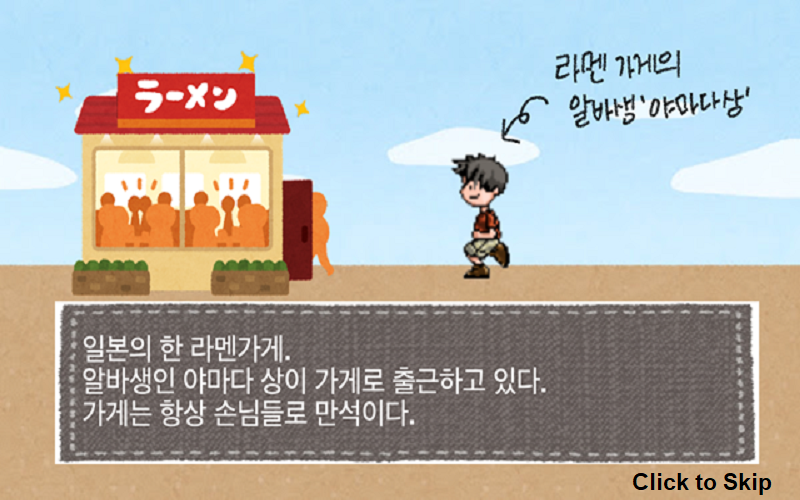 ラーメン
라멘 가게의
알바생 '야마다상'
일본의 한 라멘가게.
알바생인 야마다 상이 가게로 출근하고 있다.
가게는 항상 손님들로 만석이다.
Click to Skip